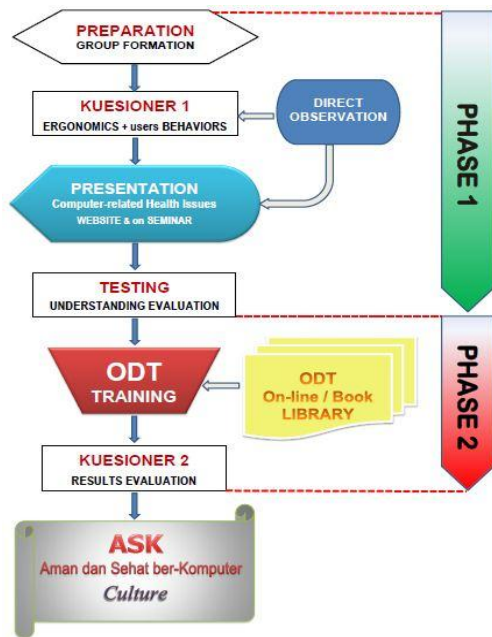 PREPARATION
GROUP FORMATION
KUESIONER 1
ERGONOMICS + users BEHAVIORS
DIRECT
OBSERVATION
PRESENTATION
Computer-related Health Issues
WEBSITE & on SEMINAR
TESTING
UNDERSTANDING EVALUATION
PHASE 1
ODT
TRAINING
ODT
On-line / Book
LIBRARY
KUESIONER 2
RESULTS EVALUATION
PHASE 2
ASK
Aman dan Sehat ber-Komputer
Culture